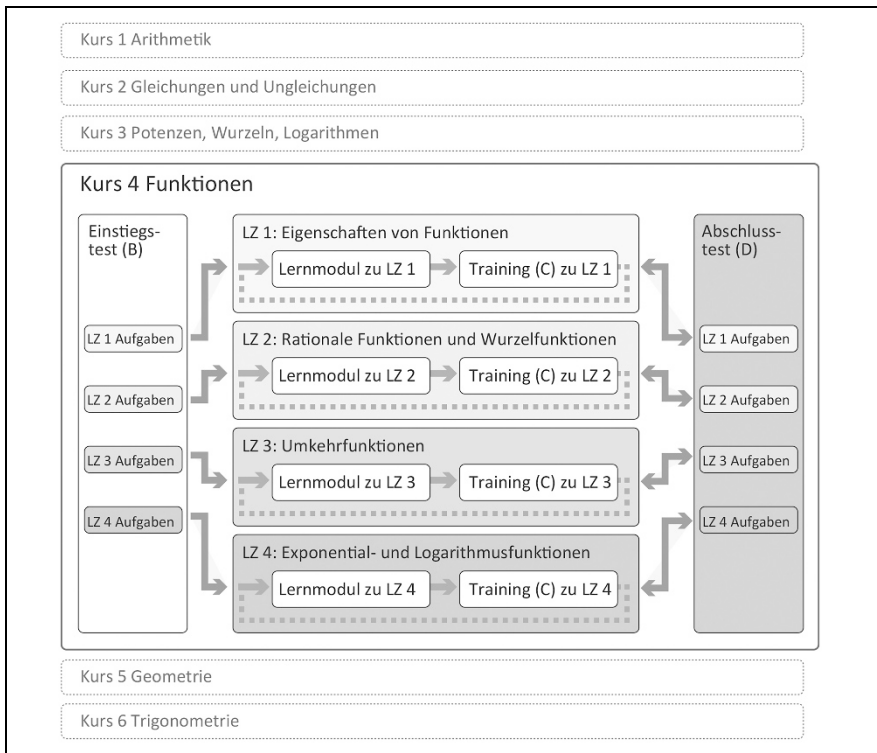 Kurs 1 Arithmetik
Kurs 2 Gleichungen und Ungleichungen
Kurs 3 Potenzen, Wurzeln, Logarithmen
Kurs 4 Funktionen
Einstiegs-
test (B)
LZ 1 Aufgaben
LZ 2 Aufgaben
LZ 3 Aufgaben
LZ 4 Aufgaben
LZ 1: Eigenschaften von Funktionen
Lernmodul zu LZ 1
Training (C) zu LZ 1
LZ 2: Rationale Funktionen und Wurzelfunktionen
Lernmodul zu LZ 2
Training (C) zu LZ 2
LZ 3: Umkehrfunktionen
Lernmodul zu LZ 3
Training (C) zu LZ 3
LZ 4: Exponential- und Logarithmusfunktionen
Lernmodul zu LZ 4
Training (C) zu LZ 4
Abschluss-
test (D)
LZ 1 Aufgaben
LZ 2 Aufgaben
LZ 3 Aufgaben
LZ 4 Aufgaben
Kurs 5 Geometrie
Kurs 6 Trigonometrie